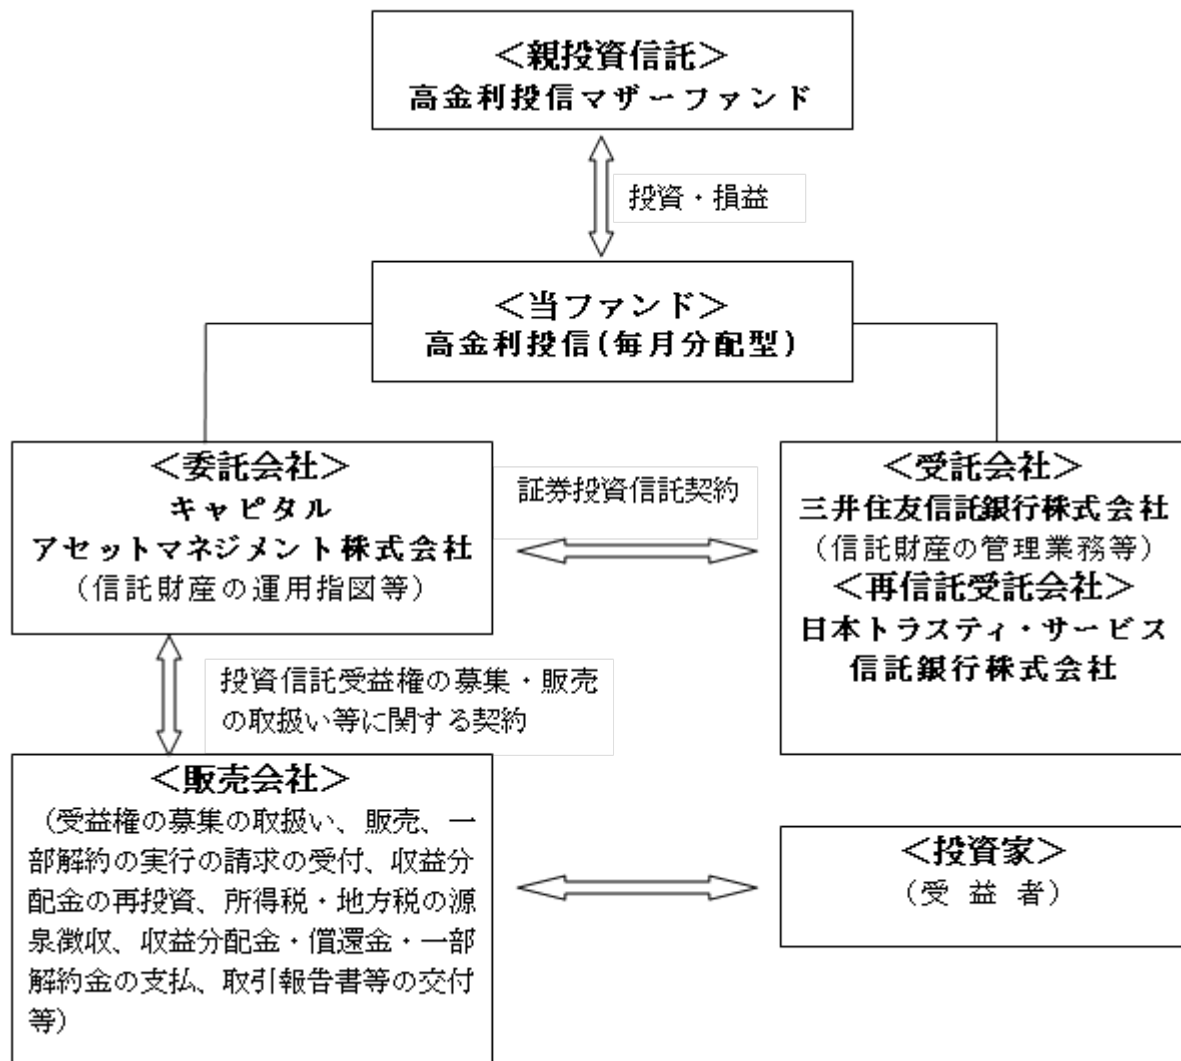 ＜親投資信託＞
高金利投信マザーファンド
投資・損益
＜当ファンド＞
高金利投信(毎月分配型)
＜委託会社＞
キャピタル
アセットマネジメント株式会社
（信託財産の運用指図等）
証券投資信託契約
＜受託会社＞
三井住友信託銀行株式会社
（信託財産の管理業務等）
＜再信託受託会社＞
日本トラスティ・サービス
信託銀行株式会社
投資信託受益権の募集・販売
の取扱い等に関する契約
＜販売会社＞
（受益権の募集の取扱い、販売、一
部解約の実行の請求の受付、収益分
配金の再投資、所得税・地方税の源
泉徴収、収益分配金・償還金・一部
解約金の支払、取引報告書等の交付
等）
＜投資家＞
（受 益 者）